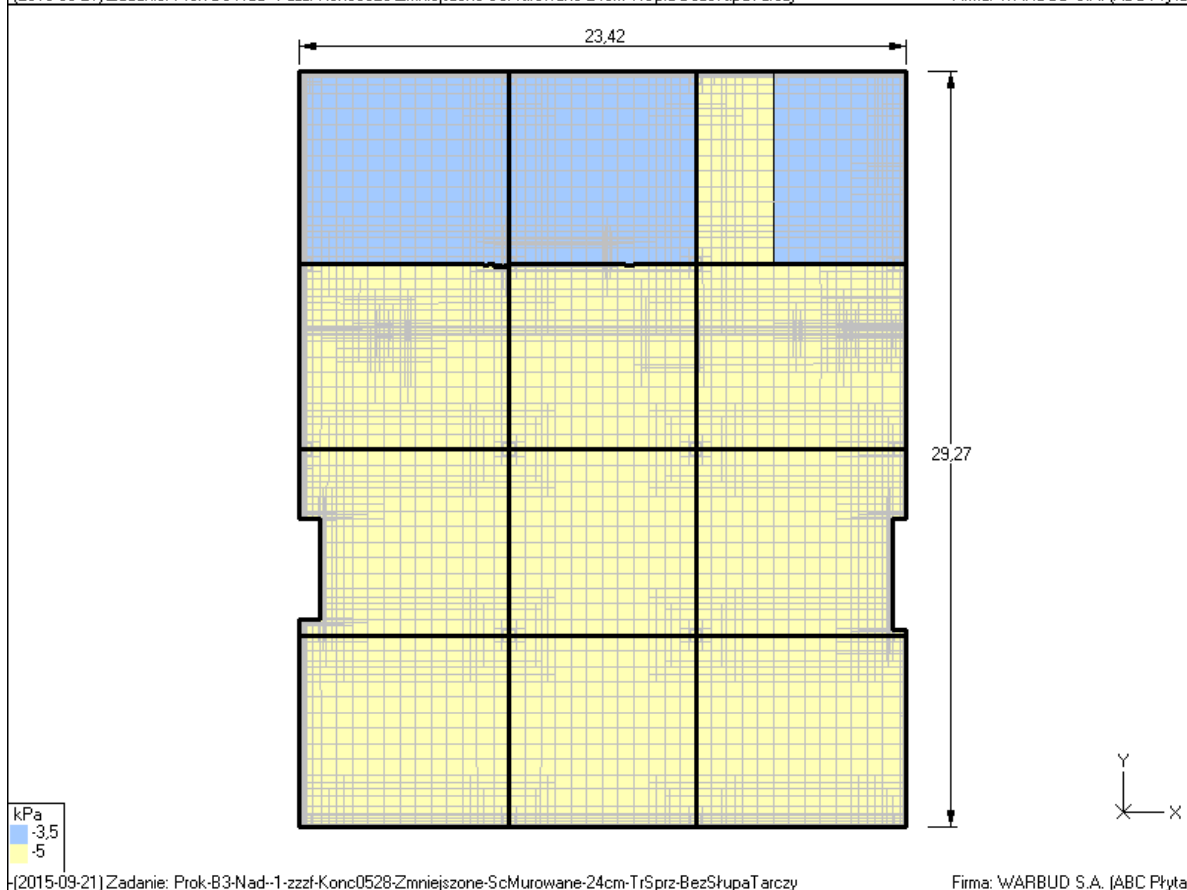 23,42
29,27
Y
X
kPa
-3,5
-5
-[2015-09-21] Zadanie: Prok-B3-Nad--1-zzzf-Konc0528-Zmniejszone-ScMurowane-24cm-TrSprz-BezSłupaTarczy Firma: WARBUD S.A. (ABC Płyta